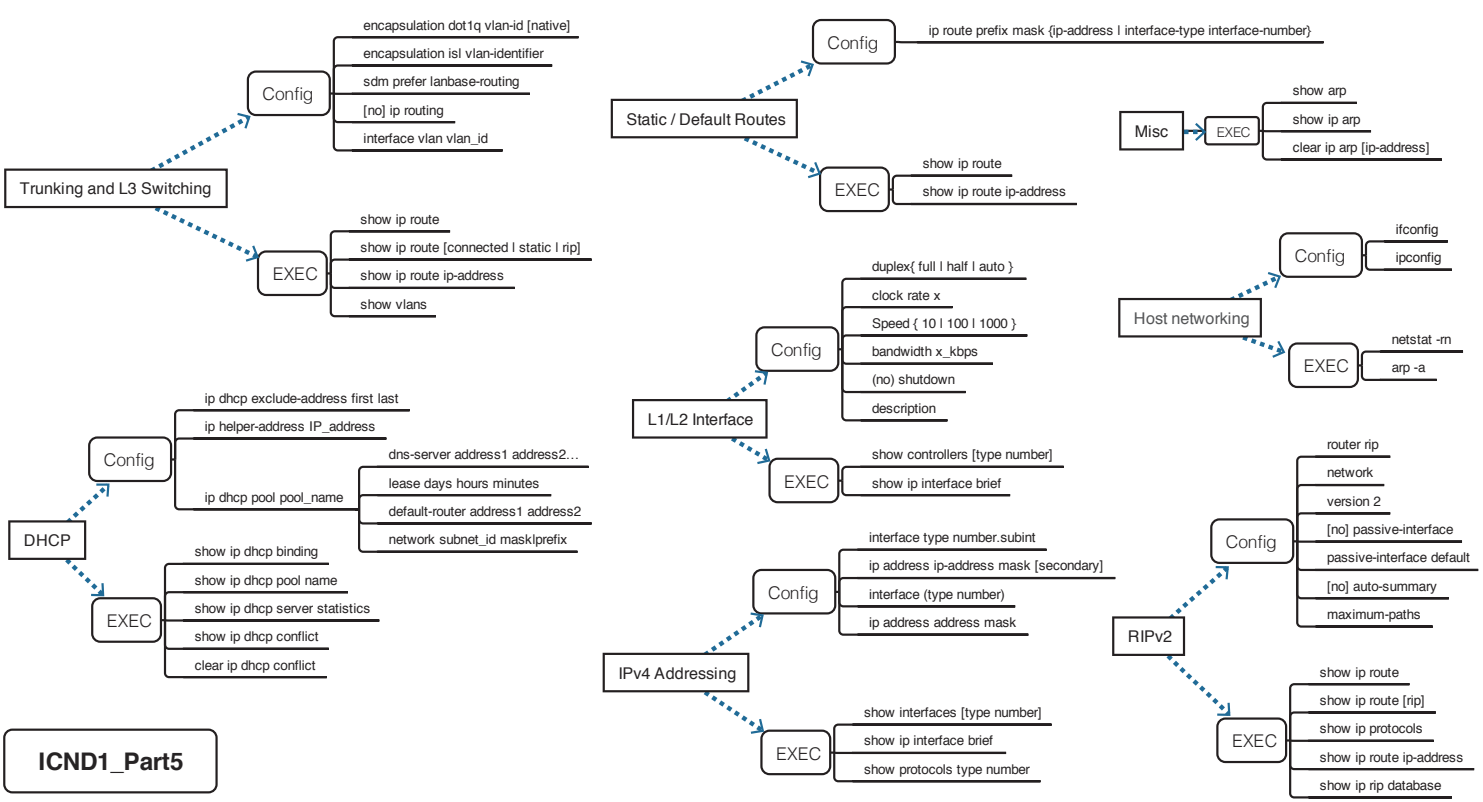 Trunking and L3 Switching
Config
encapsulation dot1q vlan-id [native]
encapsulation isl vlan-identifier
sdm prefer lanbase-routing
[no] ip routing
interface vlan vlan_id
EXEC
show ip route
show ip route [connected | static | rip]
show ip route ip-address
show vlans
DHCP
Config
ip dhcp exclude-address first last
ip helper-address IP_address
ip dhcp pool pool_name
dns-server address1 address2…
lease days hours minutes
default-router address1 address2
network subnet_id mask|prefix
EXEC
show ip dhcp binding
show ip dhcp pool name
show ip dhcp server statistics
show ip dhcp conflict
clear ip dhcp conflict
ICND1_Part5
Static / Default Routes
Config
ip route prefix mask {ip-address | interface-type interface-number}
EXEC
show ip route
show ip route ip-address
L1/L2 Interface
Config
duplex{ full | half | auto }
clock rate x
Speed { 10 | 100 | 1000 }
bandwidth x_kbps
(no) shutdown
description
EXEC
show controllers [type number]
show ip interface brief
IPv4 Addressing
Config
interface type number.subint
ip address ip-address mask [secondary]
interface (type number)
ip address address mask
EXEC
show interfaces [type number]
show ip interface brief
show protocols type number
Misc
EXEC
show arp
show ip arp
clear ip arp [ip-address]
Host networking
Config
ifconfig
ipconfig
EXEC
netstat -rn
arp -a
RIPv2
Config
router rip
network
version 2
[no] passive-interface
passive-interface default
[no] auto-summary
maximum-paths
EXEC
show ip route
show ip route [rip]
show ip protocols
show ip route ip-address
show ip rip database